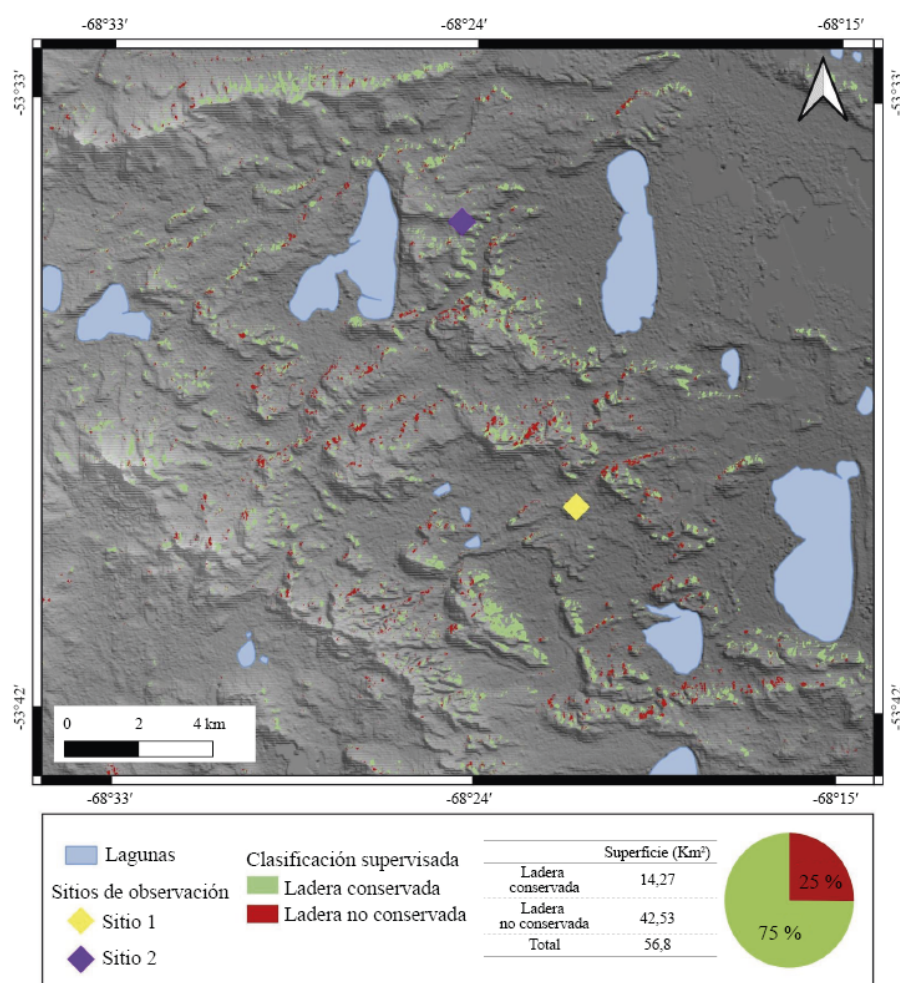 -68°33'
-68°24'
-68°15'
-53°33'
-53°33'
-53°42'
-53°42'
0 2 4 km
-68°33'
-68°24'
-68°15'
Lagunas
Sitios de observación
Sitio 1
Sitio 2
Clasificación supervisada
Ladera conservada
Ladera no conservada
Superficie (Km²)
Ladera
conservada
14,27
Ladera
no conservada
42,53
Total
56,8
25 %
75 %